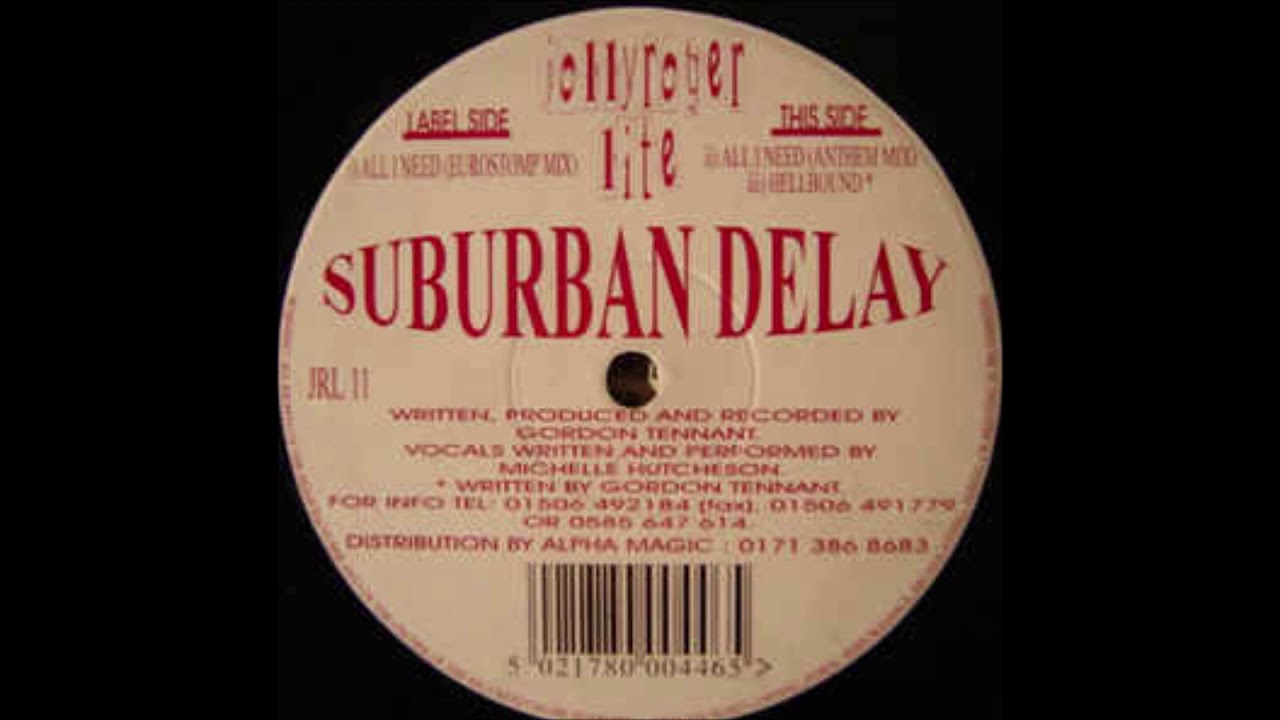 jollyroger
lite
LABEL SIDE
i) ALL I NEED (EUROSTOMP MIX)
THIS SIDE
ii) ALL I NEED (ANTHEM MIX)
iii) HELLBOUND *
SUBURBAN DELAY
JRL 11
WRITTEN, PRODUCED AND RECORDED BY
GORDON TENNANT.
VOCALS WRITTEN AND PERFORMED BY
MICHELLE HUTCHESON.
* WRITTEN BY GORDON TENNANT.
FOR INFO TEL: 01506 492184 (fax), 01506 491779
OR 0585 647 614.
DISTRIBUTION BY ALPHA MAGIC : 0171 386 8683
5 021780 004465 >